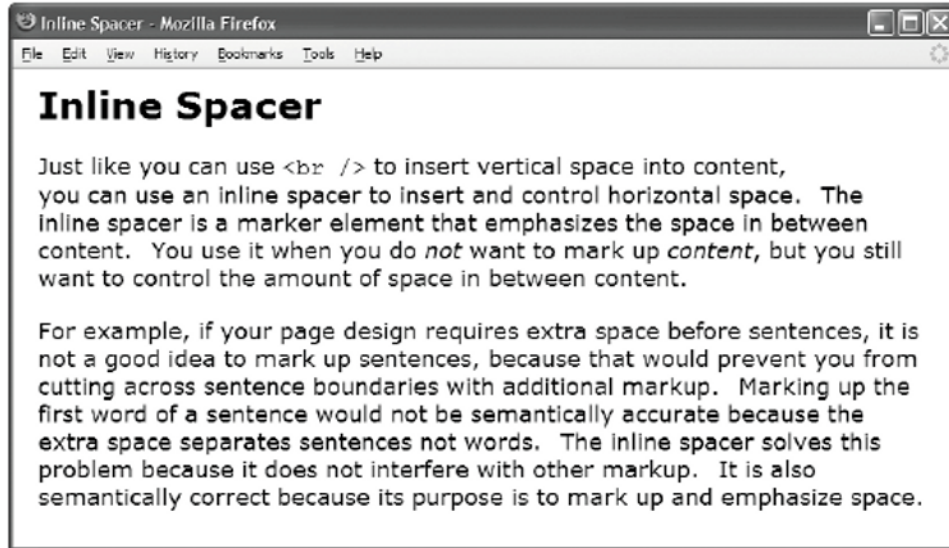 Inline Spacer - Mozilla Firefox
File Edit View History Bookmarks Tools Help
Inline Spacer
Just like you can use <br /> to insert vertical space into content,
you can use an inline spacer to insert and control horizontal space.  The
inline spacer is a marker element that emphasizes the space in between
content.  You use it when you do not want to mark up content, but you still
want to control the amount of space in between content.
For example, if your page design requires extra space before sentences, it is
not a good idea to mark up sentences, because that would prevent you from
cutting across sentence boundaries with additional markup.  Marking up the
first word of a sentence would not be semantically accurate because the
extra space separates sentences not words.  The inline spacer solves this
problem because it does not interfere with other markup.  It is also
semantically correct because its purpose is to mark up and emphasize space.